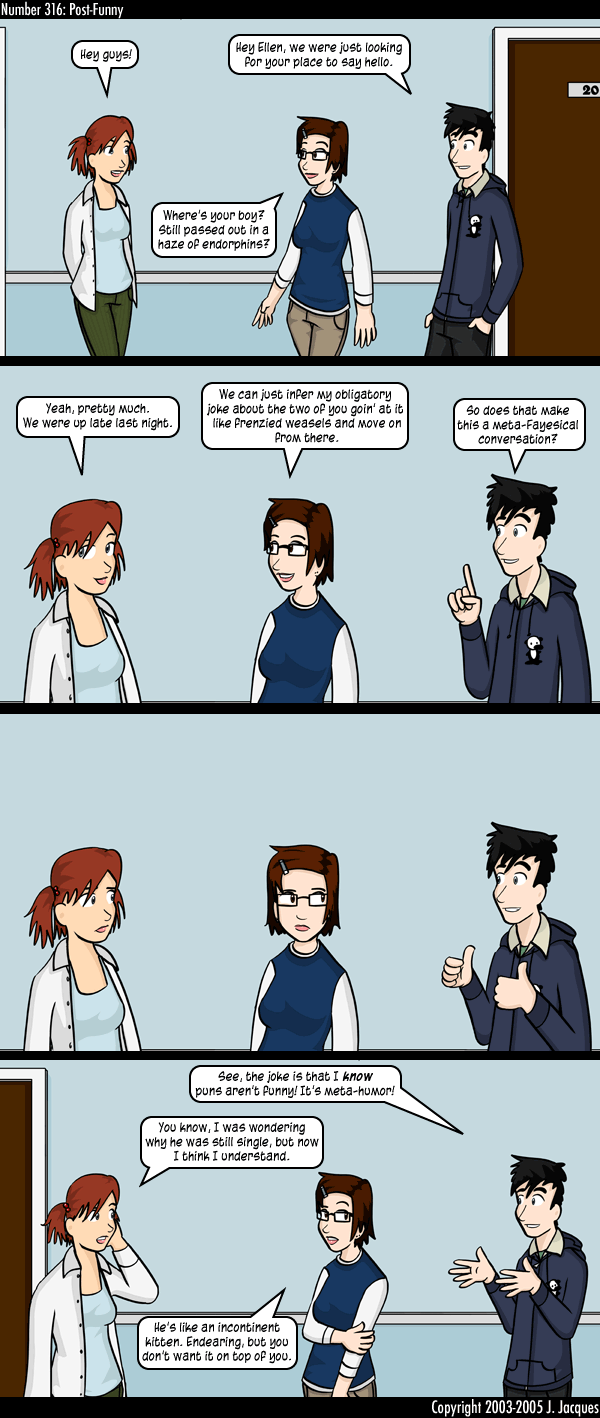 Number 316: Post-Funny
Hey guys!
Hey Ellen, we were just looking
for your place to say hello.
Where's your boy?
Still passed out in a
haze of endorphins?
20
Yeah, pretty much.
We were up late last night.
We can just infer my obligatory
joke about the two of you goin' at it
like frenzied weasels and move on
from there.
So does that make
this a meta-Fayesical
conversation?
See, the joke is that I know
puns aren't funny! It's meta-humor!
You know, I was wondering
why he was still single, but now
I think I understand.
He's like an incontinent
kitten. Endearing, but you
don't want it on top of you.
Copyright 2003-2005 J. Jacques